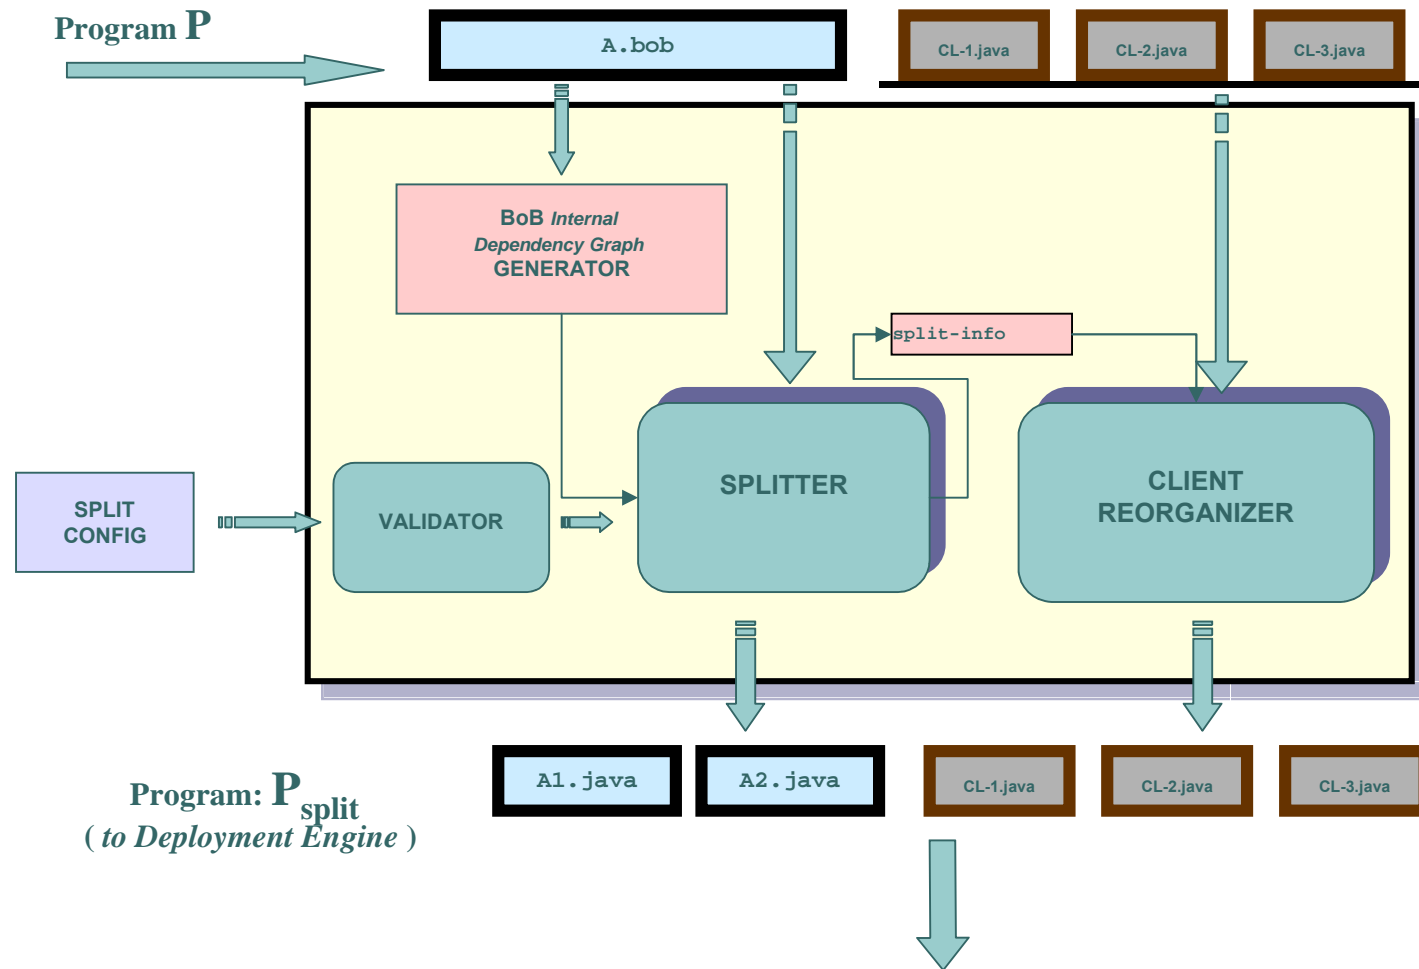 Program P
A.bob
CL-1.java
CL-2.java
CL-3.java
BoB Internal
Dependency Graph
GENERATOR
split-info
SPLIT
CONFIG
VALIDATOR
SPLITTER
CLIENT
REORGANIZER
A1.java
A2.java
CL-1.java
CL-2.java
CL-3.java
Program: Psplit
( to Deployment Engine )